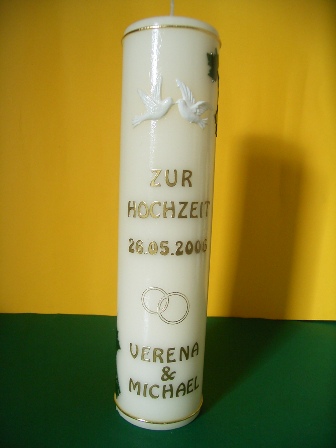 ZUR
HOCHZEIT
26.05.2006
VERENA
&
MICHAEL